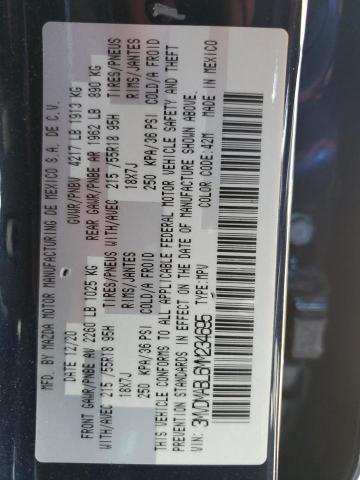 MFD. BY MAZDA MOTOR MANUFACTURING DE MEXICO S.A. DE C.V.
DATE 12/20 GVWR/PNBV 4217 LB 1913 KG
FRONT GAWR/PNBE AV 2260 LB 1025 KG REAR GAWR/PNBE AR 1962 LB 890 KG
WITH/AVEC 215 /55R18 95H TIRES/PNEUS WITH/AVEC 215 /55R18 95H TIRES/PNEUS
18X7J RIMS/JANTES 18X7J RIMS/JANTES
250 KPA/36 PSI COLD/A FROID 250 KPA/36 PSI COLD/A FROID
THIS VEHICLE CONFORMS TO ALL APPLICABLE FEDERAL MOTOR VEHICLE SAFETY AND THEFT
PREVENTION STANDARDS IN EFFECT ON THE DATE OF MANUFACTURE SHOWN ABOVE.
VIN: 3MVDMABL6MM234695 TYPE: MPV COLOR CODE: 42M MADE IN MEXICO